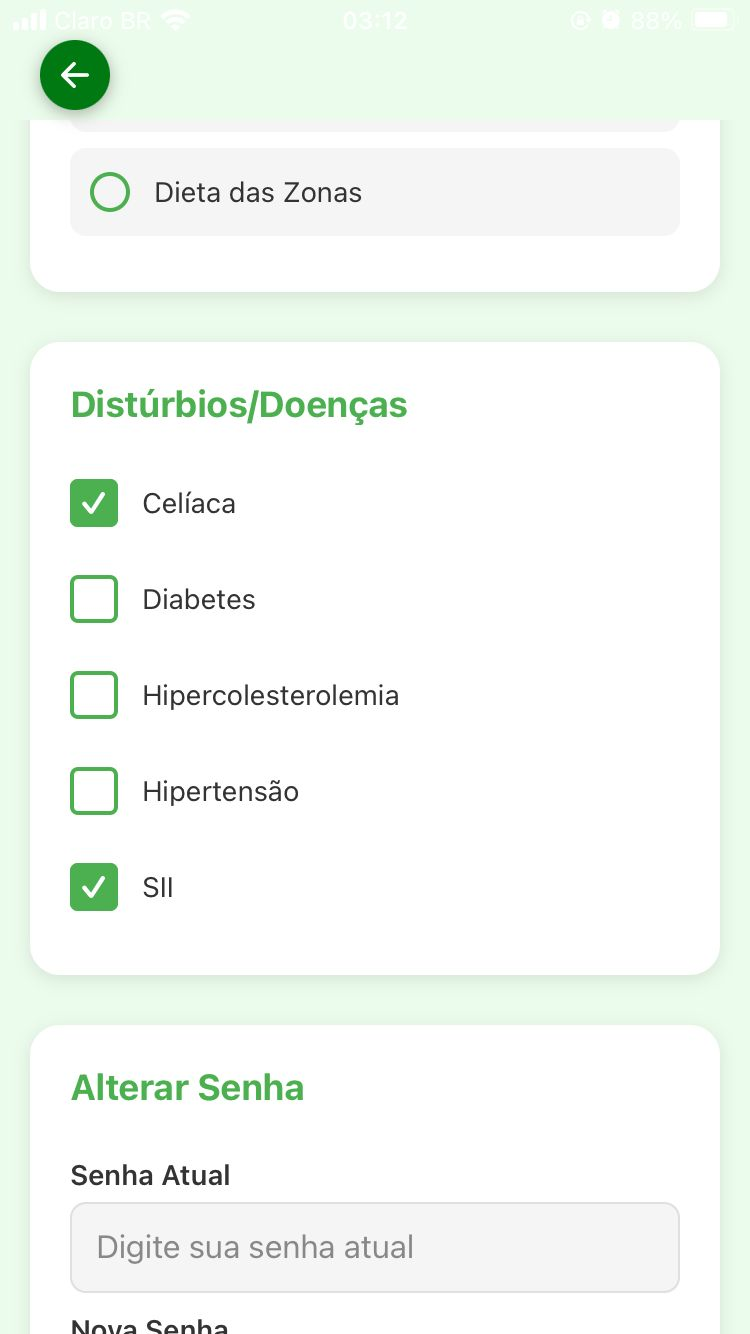 Claro BR 03:12 88%
Dieta das Zonas
Distúrbios/Doenças
Celíaca
Diabetes
Hipercolesterolemia
Hipertensão
SII
Alterar Senha
Senha Atual
Digite sua senha atual
Nova Senha